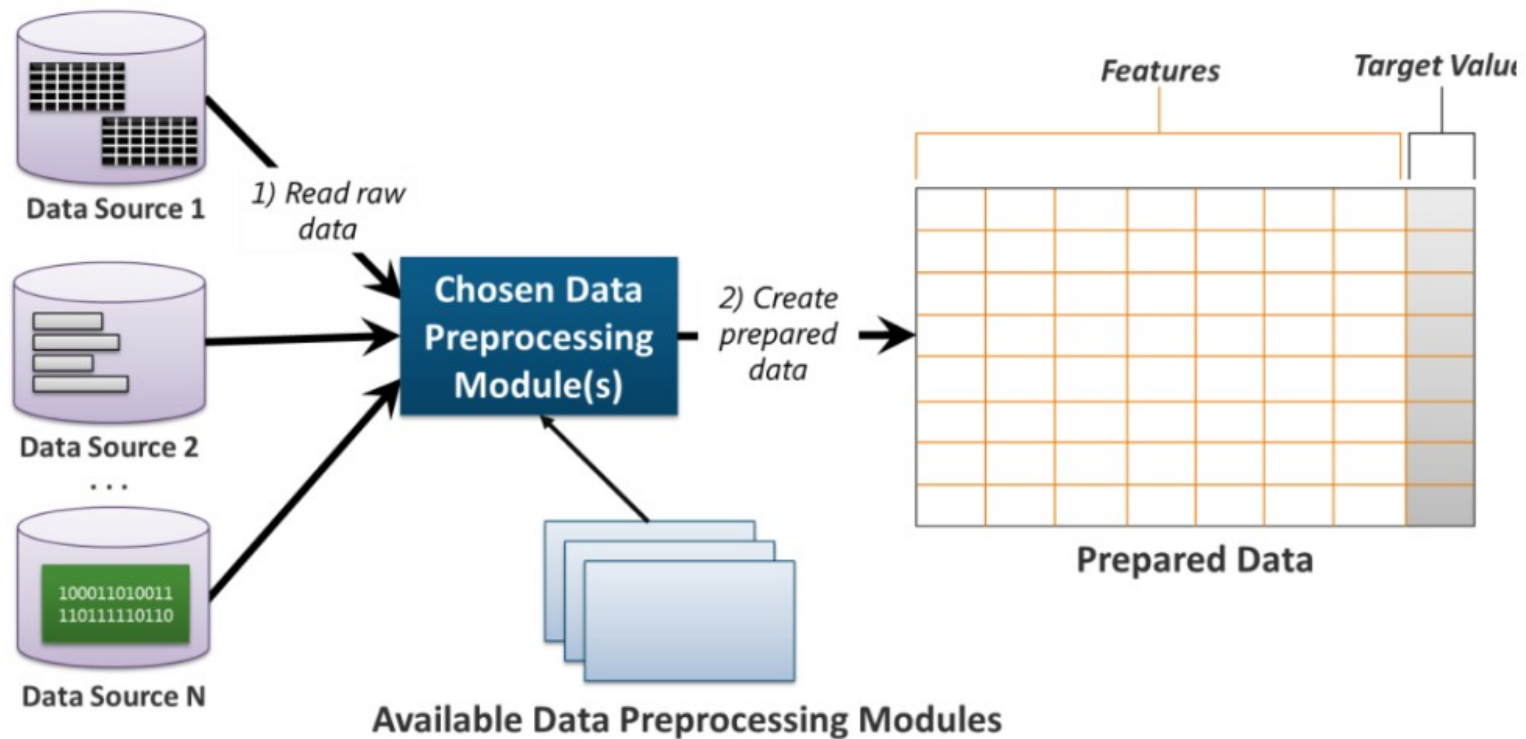 Data Source 1
1) Read raw
data
Data Source 2
...
100011010011
110111110110
Data Source N
Chosen Data
Preprocessing
Module(s)
Available Data Preprocessing Modules
2) Create
prepared
data
Features
Target Value
Prepared Data